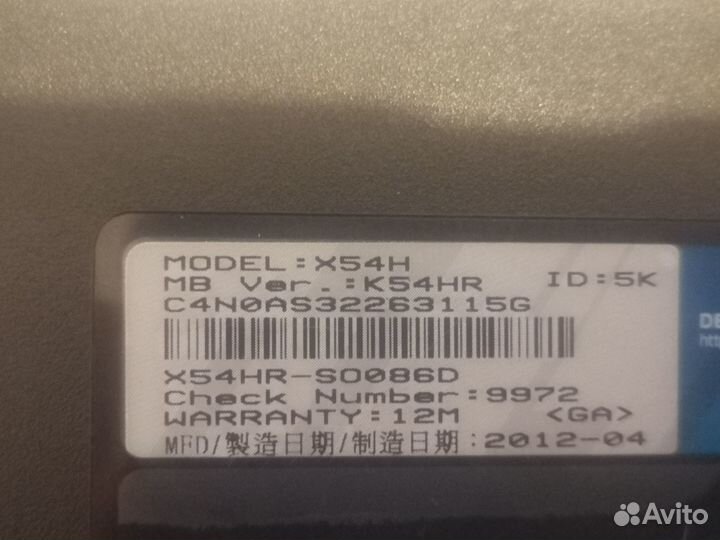 MODEL:X54H
MB Ver.:K54HR ID:5K
C4N0AS32263115G
X54HR-SO086D
Check Number:9972
WARRANTY:12M <GA>
MFD/製造日期/制造日期:2012-04
Avito